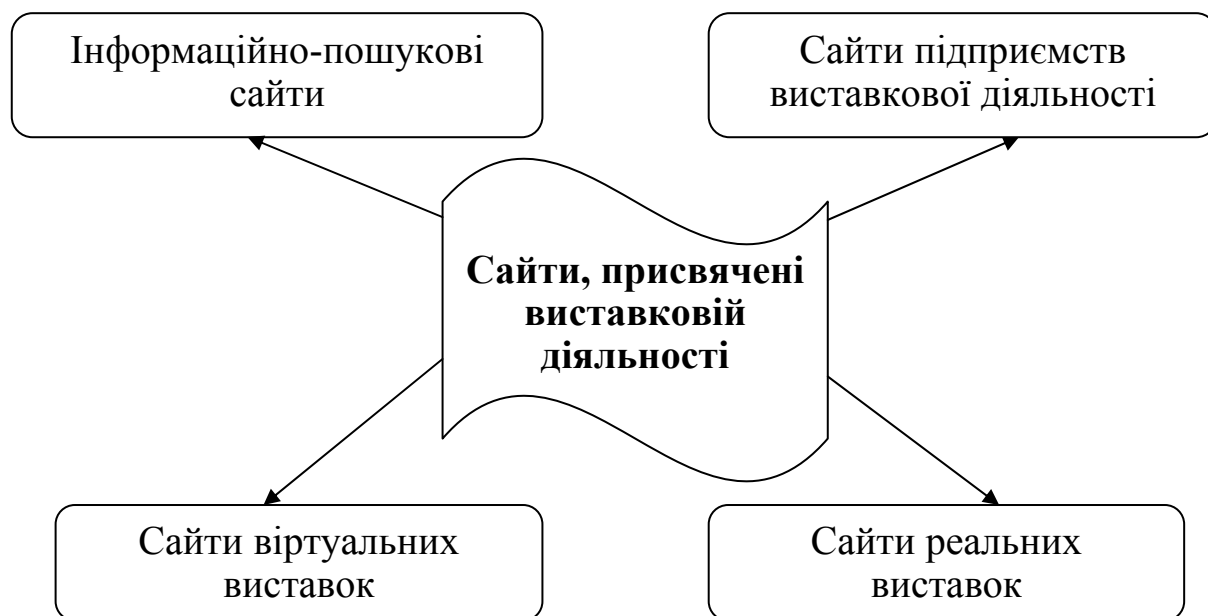 Інформаційно-пошукові
сайти
Сайти підприємств
виставкової діяльності
Сайти, присвячені
виставковій
діяльності
Сайти віртуальних
виставок
Сайти реальних
виставок